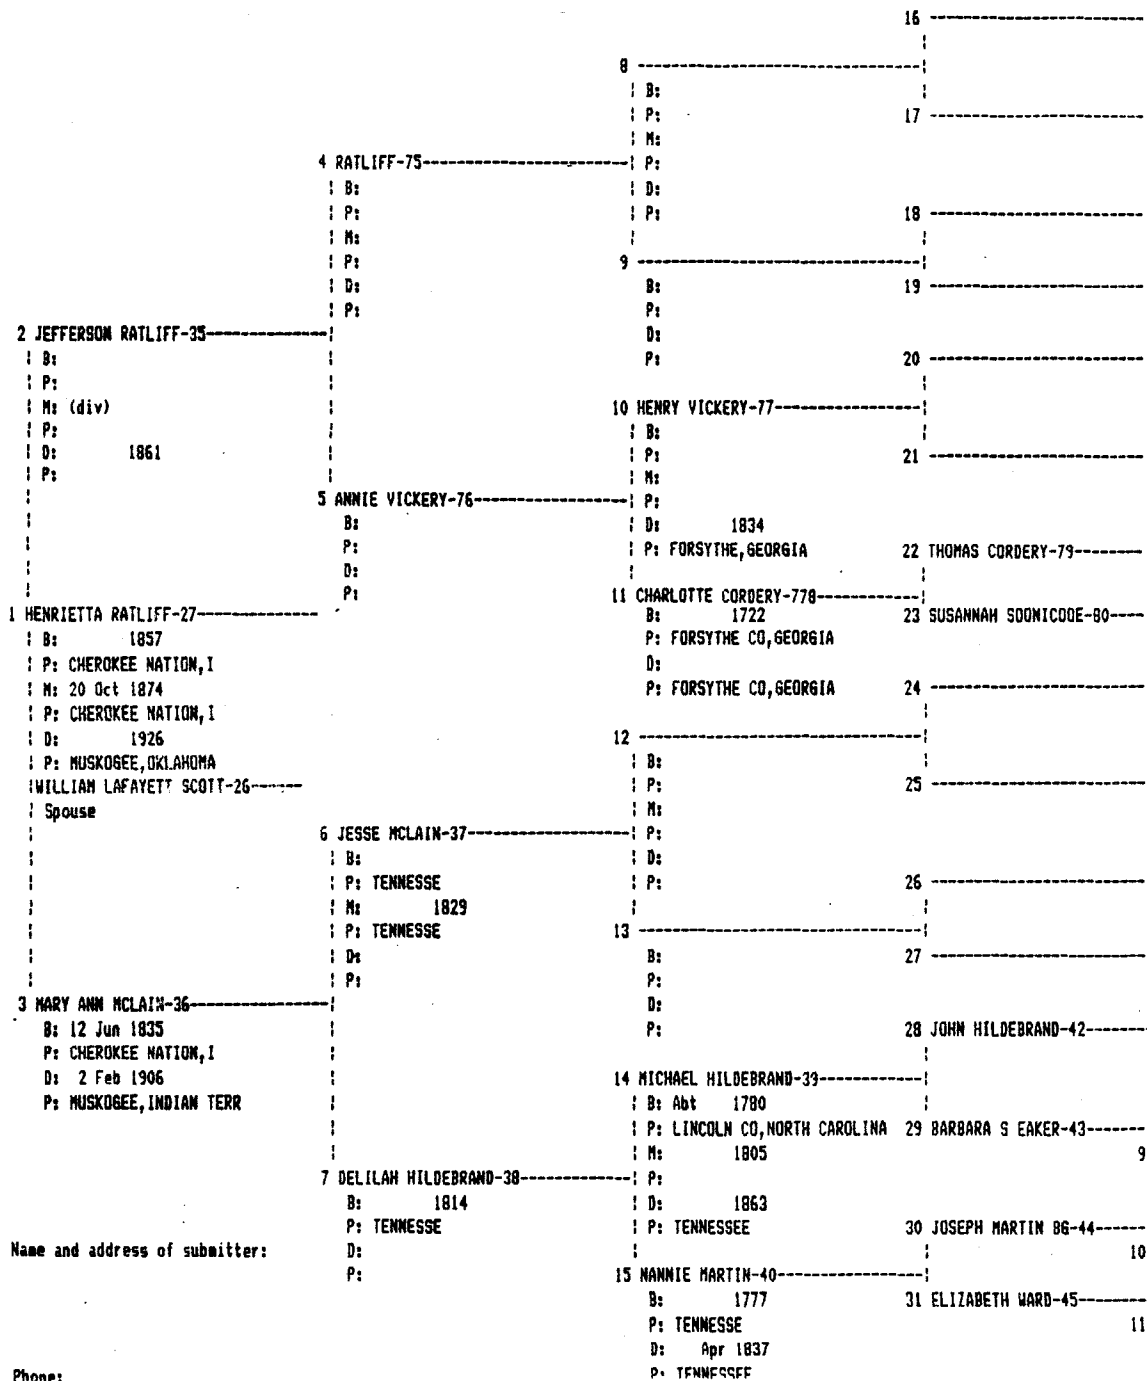 16
8
B:
P:
17
M:
4 RATLIFF-75
P:
B:
D:
P:
P:
18
M:
P:
9
D:
B:
19
P:
P:
2 JEFFERSON RATLIFF-35
D:
B:
P:
20
P:
M: (div)
10 HENRY VICKERY-77
P:
B:
D: 1861
P:
21
P:
M:
5 ANNIE VICKERY-76
P:
B:
D: 1834
P:
P: FORSYTHE,GEORGIA
22 THOMAS CORDERY-79
D:
P:
11 CHARLOTTE CORDERY-778
1 HENRIETTA RATLIFF-27
B: 1722
23 SUSANNAH SOONICOOE-80
B: 1857
P: FORSYTHE CO,GEORGIA
P: CHEROKEE NATION,I
D:
M: 20 Oct 1874
P: FORSYTHE CO,GEORGIA
24
P: CHEROKEE NATION,I
D: 1926
12
P: MUSKOGEE,OKLAHOMA
B:
WILLIAM LAFAYETT SCOTT-26
P:
25
Spouse
M:
6 JESSE MCLAIN-37
P:
B:
D:
P: TENNESSE
P:
26
M: 1829
P: TENNESSE
13
D:
B:
27
P:
P:
3 MARY ANN MCLAIN-36
D:
B: 12 Jun 1835
P:
28 JOHN HILDEBRAND-42
P: CHEROKEE NATION,I
D: 2 Feb 1906
14 MICHAEL HILDEBRAND-39
P: MUSKOGEE,INDIAN TERR
B: Abt 1780
P: LINCOLN CO,NORTH CAROLINA
29 BARBARA S EAKER-43
M: 1805
9
7 DELILAH HILDEBRAND-38
P:
B: 1814
D: 1863
P: TENNESSE
P: TENNESSEE
30 JOSEPH MARTIN BG-44
Name and address of submitter:
D:
10
P:
15 NANNIE MARTIN-40
B: 1777
31 ELIZABETH WARD-45
P: TENNESSE
11
D: Apr 1837
Phone:
P: TENNESSEE